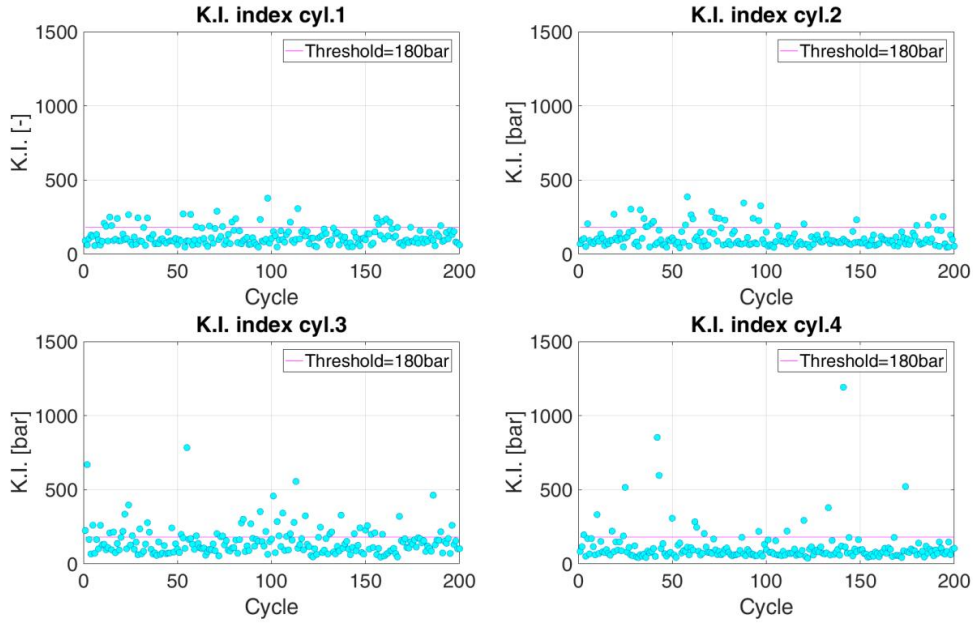 K.I. index cyl.1
K.I. [-]
1500
1000
500
0
Threshold=180bar
0 50 100 150 200
Cycle
K.I. index cyl.2
K.I. [bar]
1500
1000
500
0
Threshold=180bar
0 50 100 150 200
Cycle
K.I. index cyl.3
K.I. [bar]
1500
1000
500
0
Threshold=180bar
0 50 100 150 200
Cycle
K.I. index cyl.4
K.I. [bar]
1500
1000
500
0
Threshold=180bar
0 50 100 150 200
Cycle